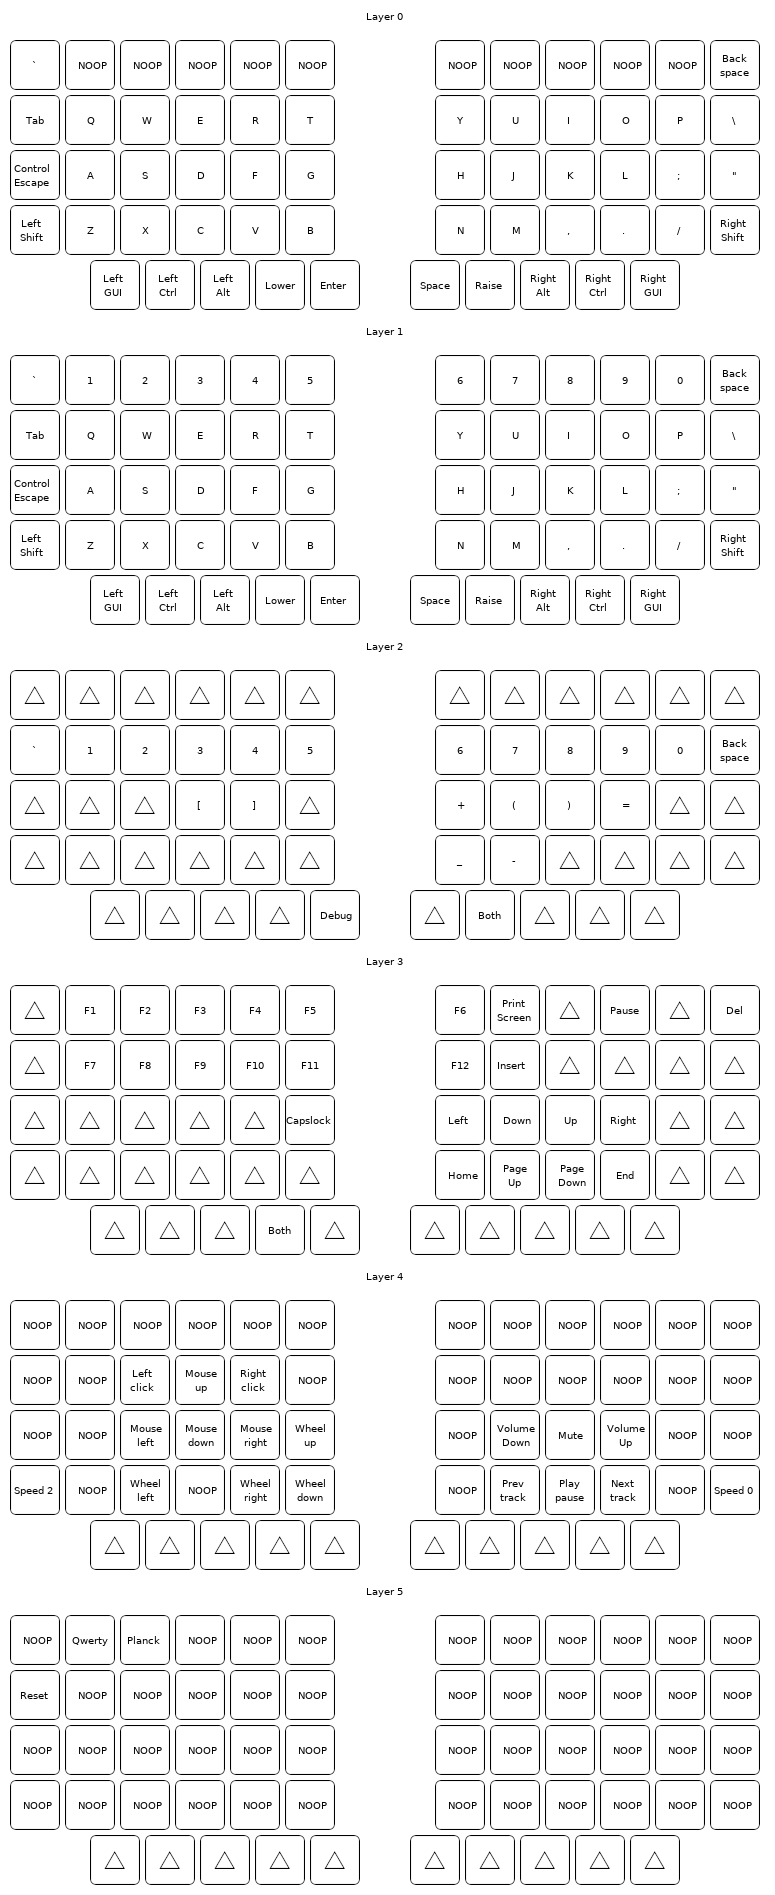 Layer 0
` NOOP NOOP NOOP NOOP NOOP NOOP NOOP NOOP NOOP NOOP Back space
Tab Q W E R T Y U I O P \
Control Escape A S D F G H J K L ; "
Left Shift Z X C V B N M , . / Right Shift
Left GUI Left Ctrl Left Alt Lower Enter Space Raise Right Alt Right Ctrl Right GUI
Layer 1
` 1 2 3 4 5 6 7 8 9 0 Back space
Tab Q W E R T Y U I O P \
Control Escape A S D F G H J K L ; "
Left Shift Z X C V B N M , . / Right Shift
Left GUI Left Ctrl Left Alt Lower Enter Space Raise Right Alt Right Ctrl Right GUI
Layer 2
△ △ △ △ △ △ △ △ △ △ △ △
` 1 2 3 4 5 6 7 8 9 0 Back space
△ △ △ [ ] △ + ( ) = △ △
△ △ △ △ △ △ _ - △ △ △ △
△ △ △ △ Debug △ Both △ △ △
Layer 3
△ F1 F2 F3 F4 F5 F6 Print Screen △ Pause △ Del
△ F7 F8 F9 F10 F11 F12 Insert △ △ △ △
△ △ △ △ △ Capslock Left Down Up Right △ △
△ △ △ △ △ △ Home Page Up Page Down End △ △
△ △ △ Both △ △ △ △ △ △
Layer 4
NOOP NOOP NOOP NOOP NOOP NOOP NOOP NOOP NOOP NOOP NOOP NOOP
NOOP NOOP Left click Mouse up Right click NOOP NOOP NOOP NOOP NOOP NOOP NOOP
NOOP NOOP Mouse left Mouse down Mouse right Wheel up NOOP Volume Down Mute Volume Up NOOP NOOP
Speed 2 NOOP Wheel left NOOP Wheel right Wheel down NOOP Prev track Play pause Next track NOOP Speed 0
△ △ △ △ △ △ △ △ △ △
Layer 5
NOOP Qwerty Planck NOOP NOOP NOOP NOOP NOOP NOOP NOOP NOOP NOOP
Reset NOOP NOOP NOOP NOOP NOOP NOOP NOOP NOOP NOOP NOOP NOOP
NOOP NOOP NOOP NOOP NOOP NOOP NOOP NOOP NOOP NOOP NOOP NOOP
NOOP NOOP NOOP NOOP NOOP NOOP NOOP NOOP NOOP NOOP NOOP NOOP
△ △ △ △ △ △ △ △ △ △